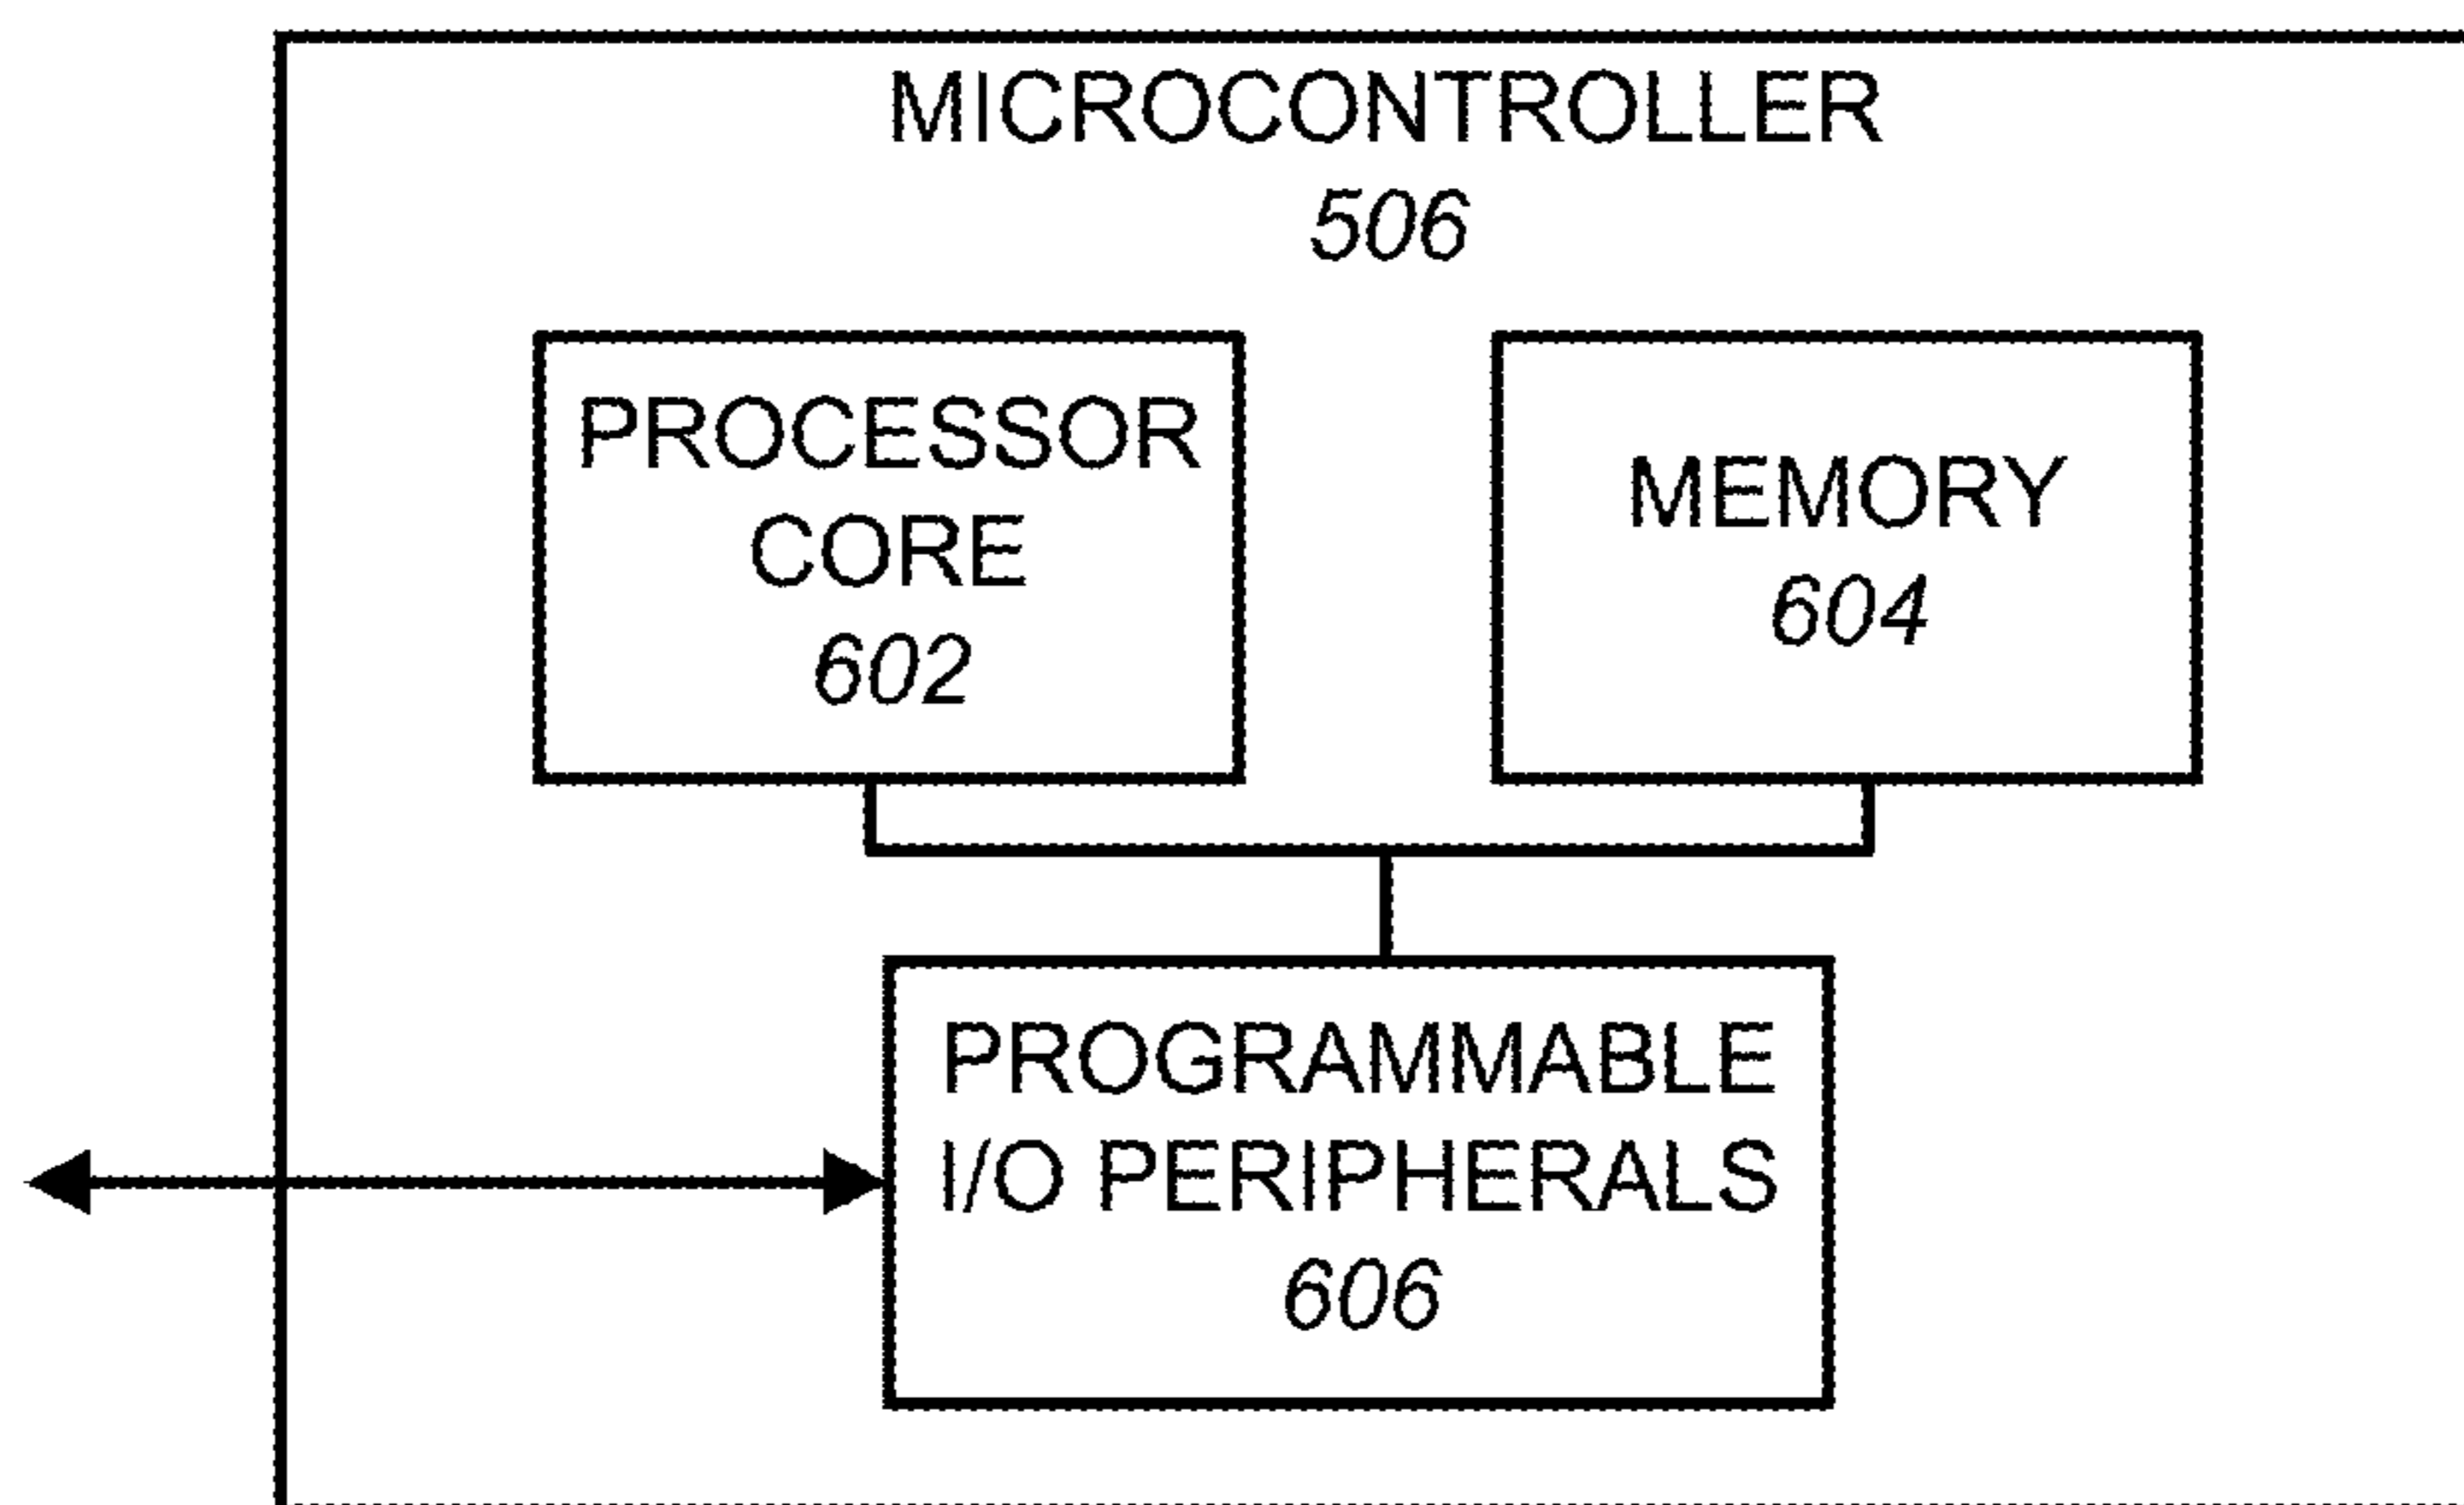 MICROCONTROLLER
506
PROCESSOR
CORE
602
MEMORY
604
PROGRAMMABLE
I/O PERIPHERALS
606